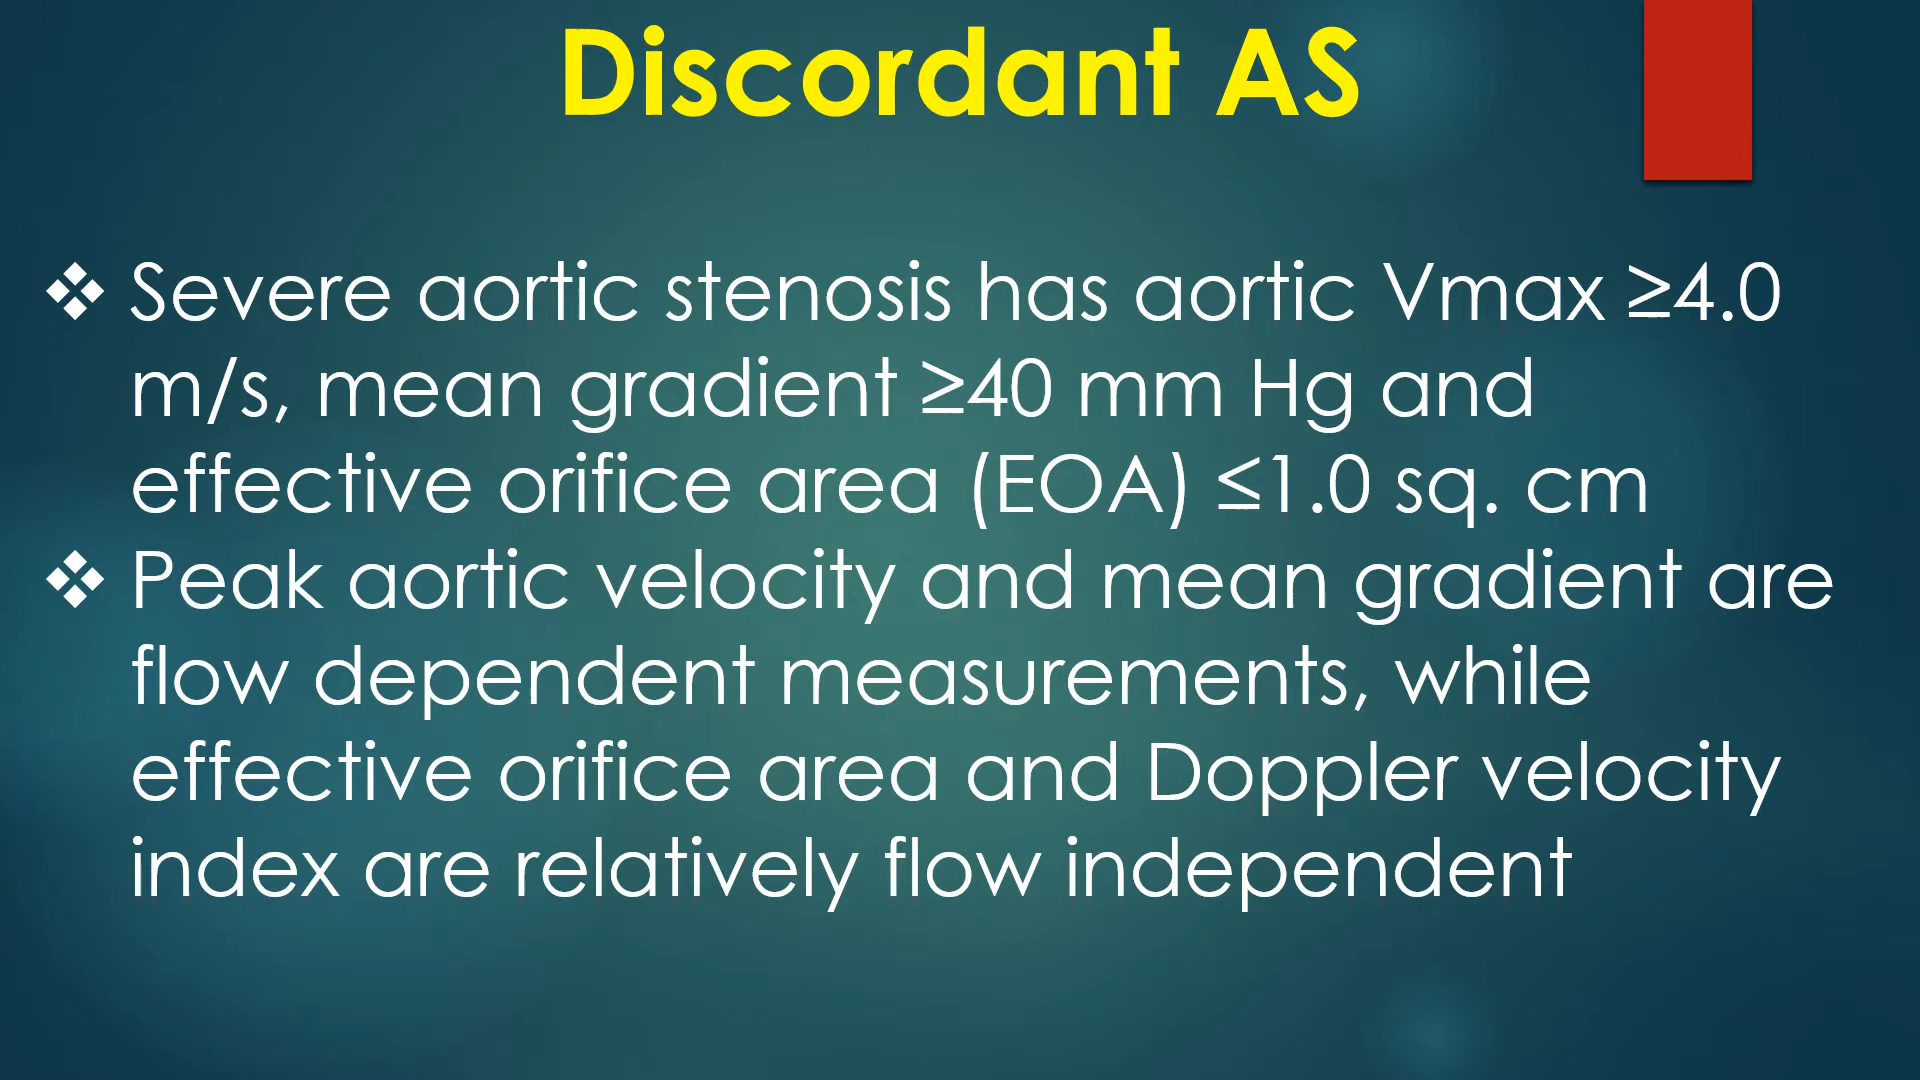 Discordant AS
❖ Severe aortic stenosis has aortic Vmax ≥4.0
m/s, mean gradient ≥40 mm Hg and
effective orifice area (EOA) ≤1.0 sq. cm
❖ Peak aortic velocity and mean gradient are
flow dependent measurements, while
effective orifice area and Doppler velocity
index are relatively flow independent